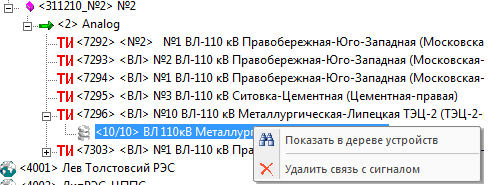 <311210_№2> №2
<2> Analog
ТИ <7292> <№2> №1 ВЛ-110 кВ Правобережная-Юго-Западная (Московская
ТИ <7293> <ВЛ> №2 ВЛ-110 кВ Правобережная-Юго-Западная (Московская-
ТИ <7294> <ВЛ> №1 ВЛ-110 кВ Правобережная-Юго-Западная (Московская-
ТИ <7295> <ВЛ> №3 ВЛ-110 кВ Ситовка-Цементная (Цементная-правая)
ТИ <7296> <ВЛ> №10 ВЛ-110 кВ Металлургическая-Липецкая ТЭЦ-2 (ТЭЦ-2-
<10/10> ВЛ 110кВ Металлург
Показать в дереве устройств
Удалить связь с сигналом
ТИ <7303> <ВЛ> №1 ВЛ-110 кВ Пра
<4001> Лев Толстовский РЭС